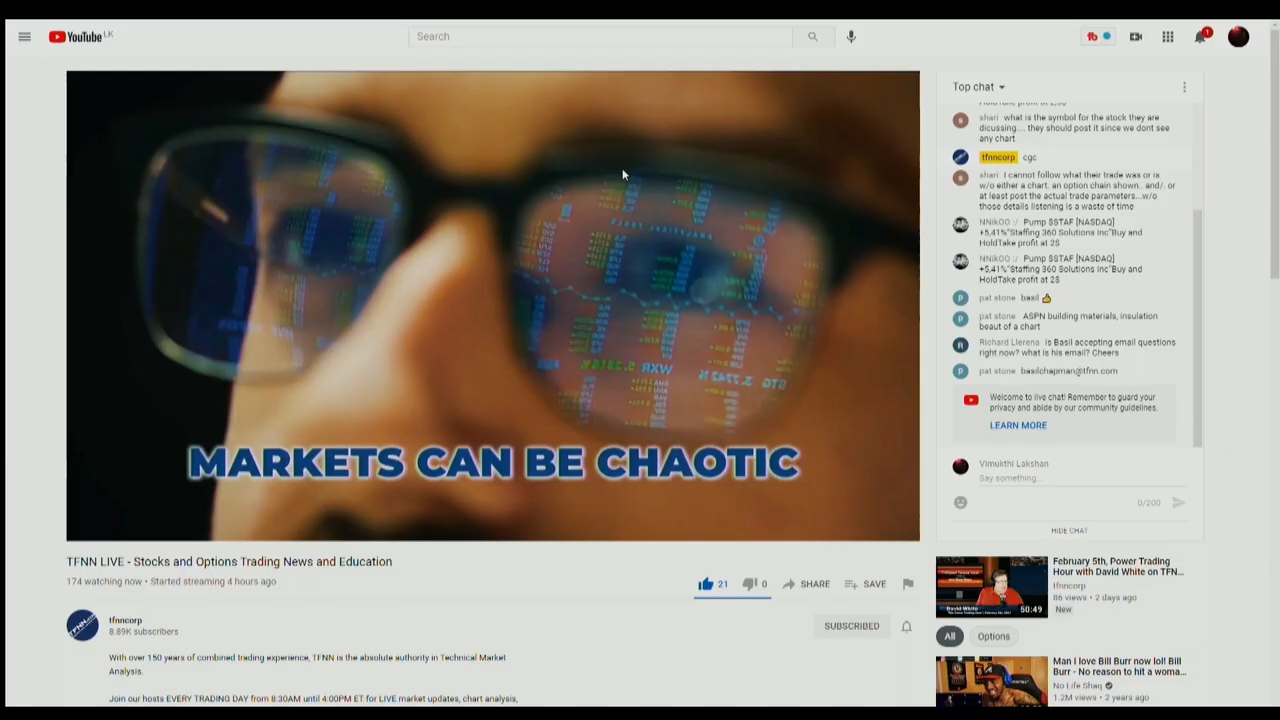 YouTube LK
Search
1
MARKETS CAN BE CHAOTIC
TFNN LIVE - Stocks and Options Trading News and Education
174 watching now • Started streaming 4 hours ago
21
0
SHARE
SAVE
tfnncorp
8.89K subscribers
SUBSCRIBED
With over 150 years of combined trading experience, TFNN is the absolute authority in Technical Market
Analysis.
Join our hosts EVERY TRADING DAY from 8:30AM until 4:00PM ET for LIVE market updates, chart analysis,
Top chat
shari what is the symbol for the stock they are
dicussing.... they should post it since we dont see
any chart
tfnncorp cgc
shari I cannot follow what their trade was or is
w/o either a chart. an option chain shown.. and/. or
at least post the actual trade parameters...w/o
those details listening is a waste of time
NNikOO :/ Pump $STAF [NASDAQ]
+5,41%"Staffing 360 Solutions Inc"Buy and
HoldTake profit at 2$
NNikOO :/ Pump $STAF [NASDAQ]
+5,41%"Staffing 360 Solutions Inc"Buy and
HoldTake profit at 2$
pat stone basil 👍
pat stone ASPN building materials, insulation
beaut of a chart
Richard Llerena Is Basil accepting email questions
right now? what is his email? Cheers
pat stone basilchapman@tfnn.com
Welcome to live chat! Remember to guard your
privacy and abide by our community guidelines.
LEARN MORE
Vimukthi Lakshan
Say something...
0/200
HIDE CHAT
February 5th, Power Trading
Hour with David White on TFN...
tfnncorp
86 views • 2 days ago
New
David White
50:49
All
Options
Man I love Bill Burr now lol! Bill
Burr - No reason to hit a woma...
No Life Shaq
1.2M views • 2 years ago